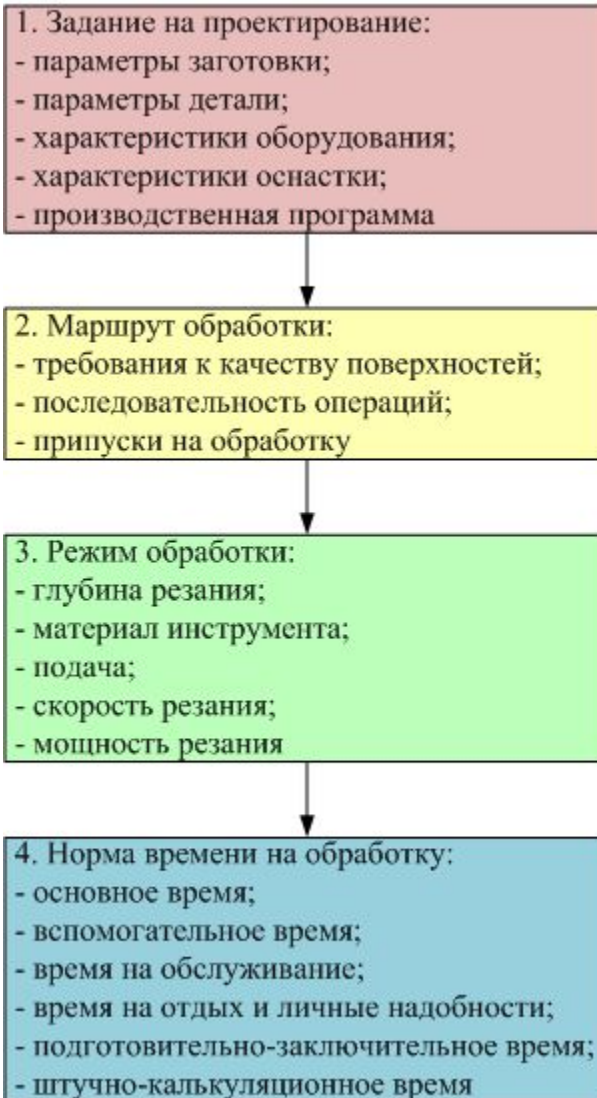 1. Задание на проектирование:
- параметры заготовки;
- параметры детали;
- характеристики оборудования;
- характеристики оснастки;
- производственная программа
2. Маршрут обработки:
- требования к качеству поверхностей;
- последовательность операций;
- припуски на обработку
3. Режим обработки:
- глубина резания;
- материал инструмента;
- подача;
- скорость резания;
- мощность резания
4. Норма времени на обработку:
- основное время;
- вспомогательное время;
- время на обслуживание;
- время на отдых и личные надобности;
- подготовительно-заключительное время;
- штучно-калькуляционное время